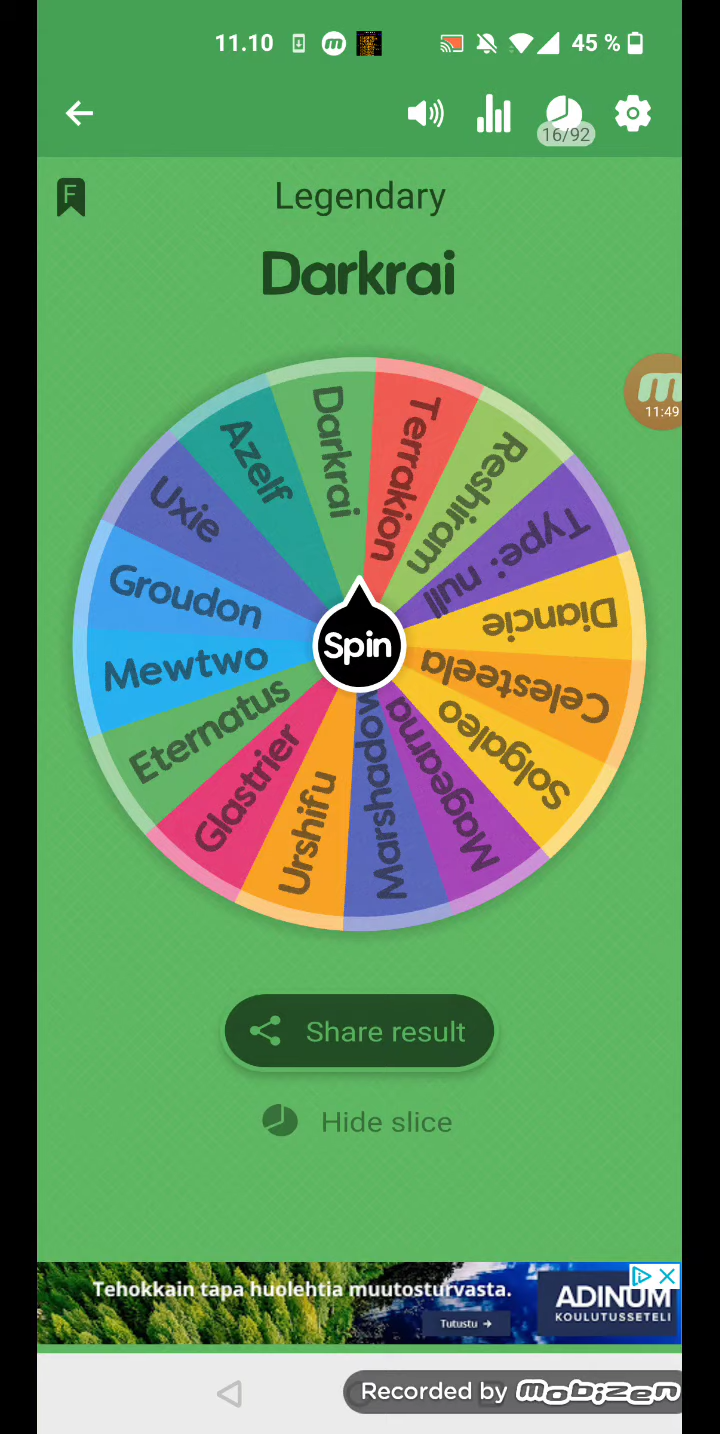 11.10
45 %
16/92
F
Legendary
Darkrai
11:49
Darkrai
Terrakion
Reshiram
Type: null
Diancie
Celesteela
Solgaleo
Magearna
Marshadow
Urshifu
Glastrier
Eternatus
Mewtwo
Groudon
Uxie
Azelf
Spin
Share result
Hide slice
Tehokkain tapa huolehtia muutosturvasta.
Tutustu →
ADINUM
KOULUTUSSETELI
Recorded by mobizen